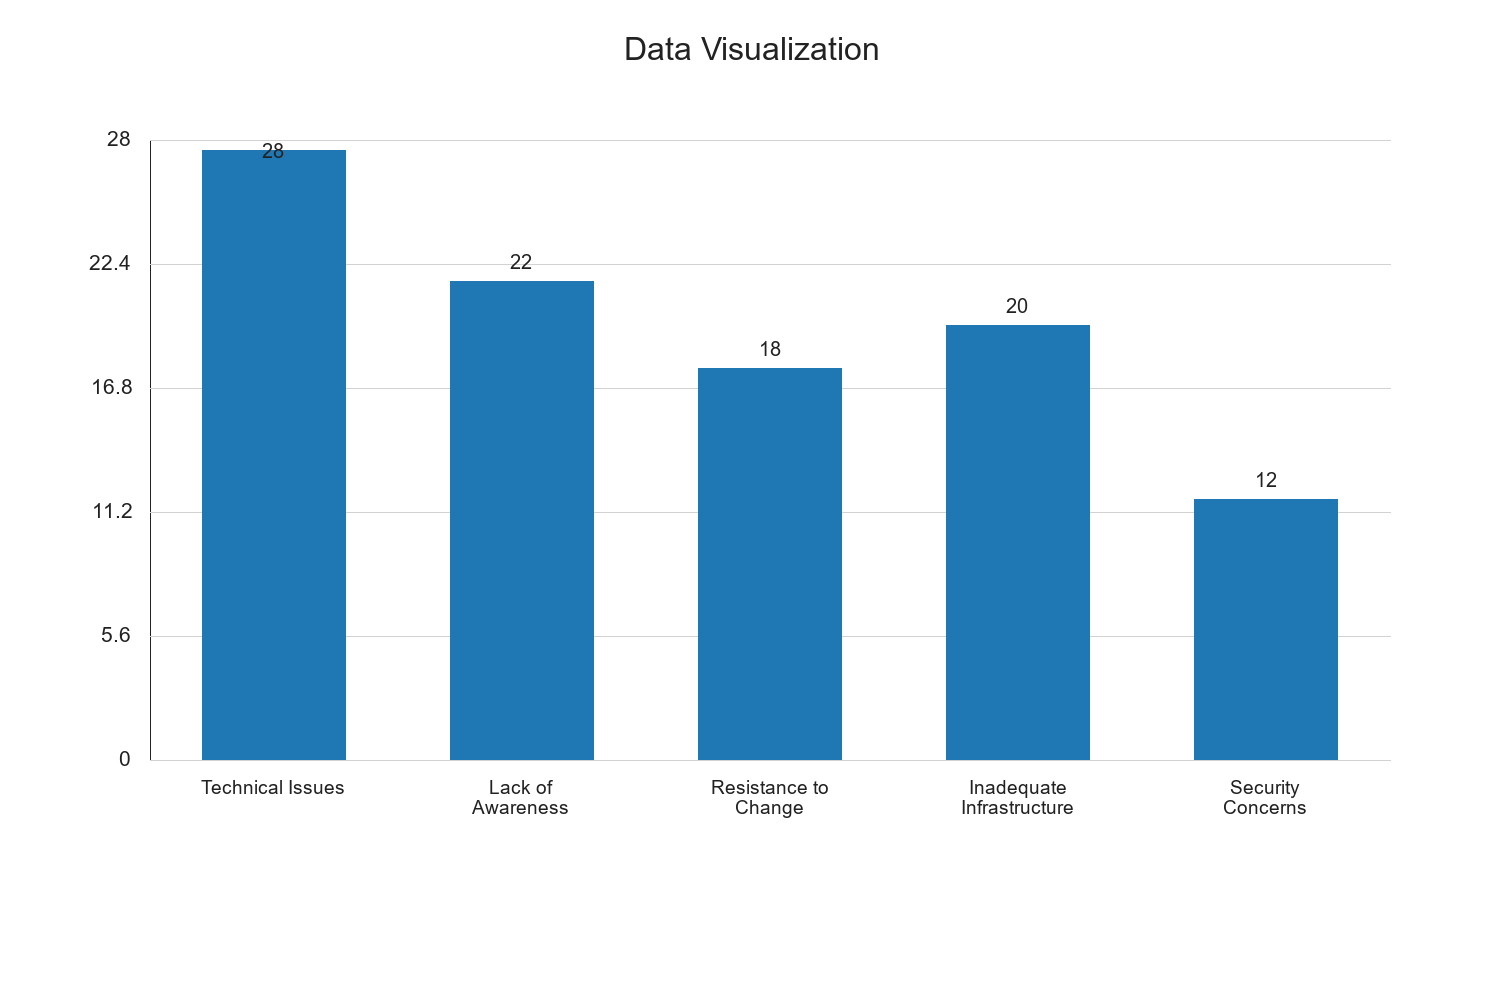 Data Visualization
28
28
22.4
22
20
18
16.8
12
11.2
5.6
0
Technical Issues
Lack of
Awareness
Resistance to
Change
Inadequate
Infrastructure
Security
Concerns